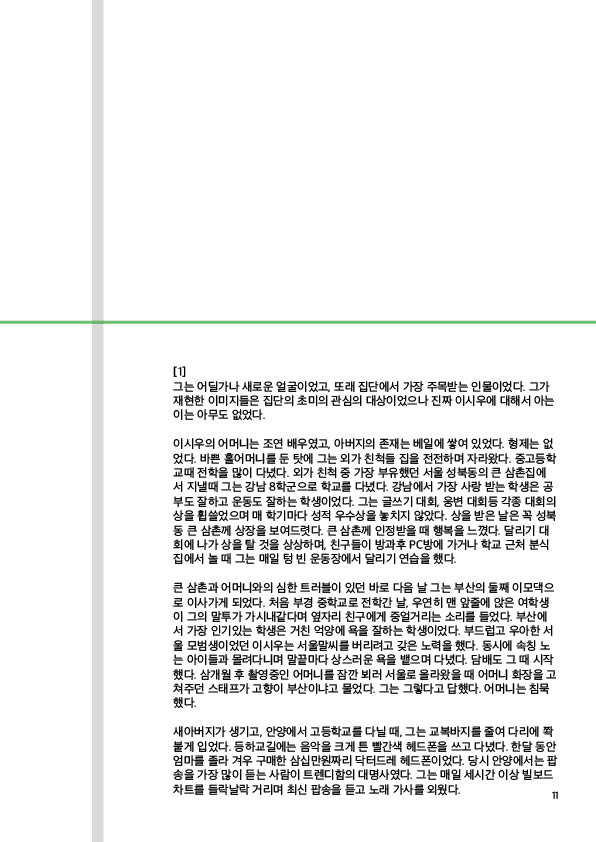 [1]
그는 어딜가나 새로운 얼굴이었고, 또래 집단에서 가장 주목받는 인물이었다. 그가
재현한 이미지들은 집단의 초미의 관심의 대상이었으나 진짜 이시우에 대해서 아는
이는 아무도 없었다.
이시우의 어머니는 조연 배우였고, 아버지의 존재는 베일에 쌓여 있었다. 형제는 없
었다. 바쁜 홀어머니를 둔 탓에 그는 외가 친척들 집을 전전하며 자라왔다. 중고등학
교때 전학을 많이 다녔다. 외가 친척 중 가장 부유했던 서울 성북동의 큰 삼촌집에
서 지낼때 그는 강남 8학군으로 학교를 다녔다. 강남에서 가장 사랑 받는 학생은 공
부도 잘하고 운동도 잘하는 학생이었다. 그는 글쓰기 대회, 웅변 대회등 각종 대회의
상을 휩쓸었으며 매 학기마다 성적 우수상을 놓치지 않았다. 상을 받은 날은 꼭 성북
동 큰 삼촌께 상장을 보여드렸다. 큰 삼촌께 인정받을 때 행복을 느꼈다. 달리기 대
회에 나가 상을 탈 것을 상상하며, 친구들이 방과후 PC방에 가거나 학교 근처 분식
집에서 놀 때 그는 매일 텅 빈 운동장에서 달리기 연습을 했다.
큰 삼촌과 어머니와의 심한 트러블이 있던 바로 다음 날 그는 부산의 둘째 이모댁으
로 이사가게 되었다. 처음 부경 중학교로 전학간 날, 우연히 맨 앞줄에 앉은 여학생
이 그의 말투가 가시내같다며 옆자리 친구에게 중얼거리는 소리를 들었다. 부산에
서 가장 인기있는 학생은 거친 억양에 욕을 잘하는 학생이었다. 부드럽고 우아한 서
울 모범생이었던 이시우는 서울말씨를 버리려고 갖은 노력을 했다. 동시에 속칭 노
는 아이들과 몰려다니며 말끝마다 상스러운 욕을 뱉으며 다녔다. 담배도 그 때 시작
했다. 삼개월 후 촬영중인 어머니를 잠깐 뵈러 서울로 올라왔을 때 어머니 화장을 고
쳐주던 스태프가 고향이 부산이냐고 물었다. 그는 그렇다고 답했다. 어머니는 침묵
했다.
새아버지가 생기고, 안양에서 고등학교를 다닐 때, 그는 교복바지를 줄여 다리에 쫙
붙게 입었다. 등하교길에는 음악을 크게 튼 빨간색 헤드폰을 쓰고 다녔다. 한달 동안
엄마를 졸라 겨우 구매한 삼십만원짜리 닥터드레 헤드폰이었다. 당시 안양에서는 팝
송을 가장 많이 듣는 사람이 트렌디함의 대명사였다. 그는 매일 세시간 이상 빌보드
차트를 들락날락 거리며 최신 팝송을 듣고 노래 가사를 외웠다.
11